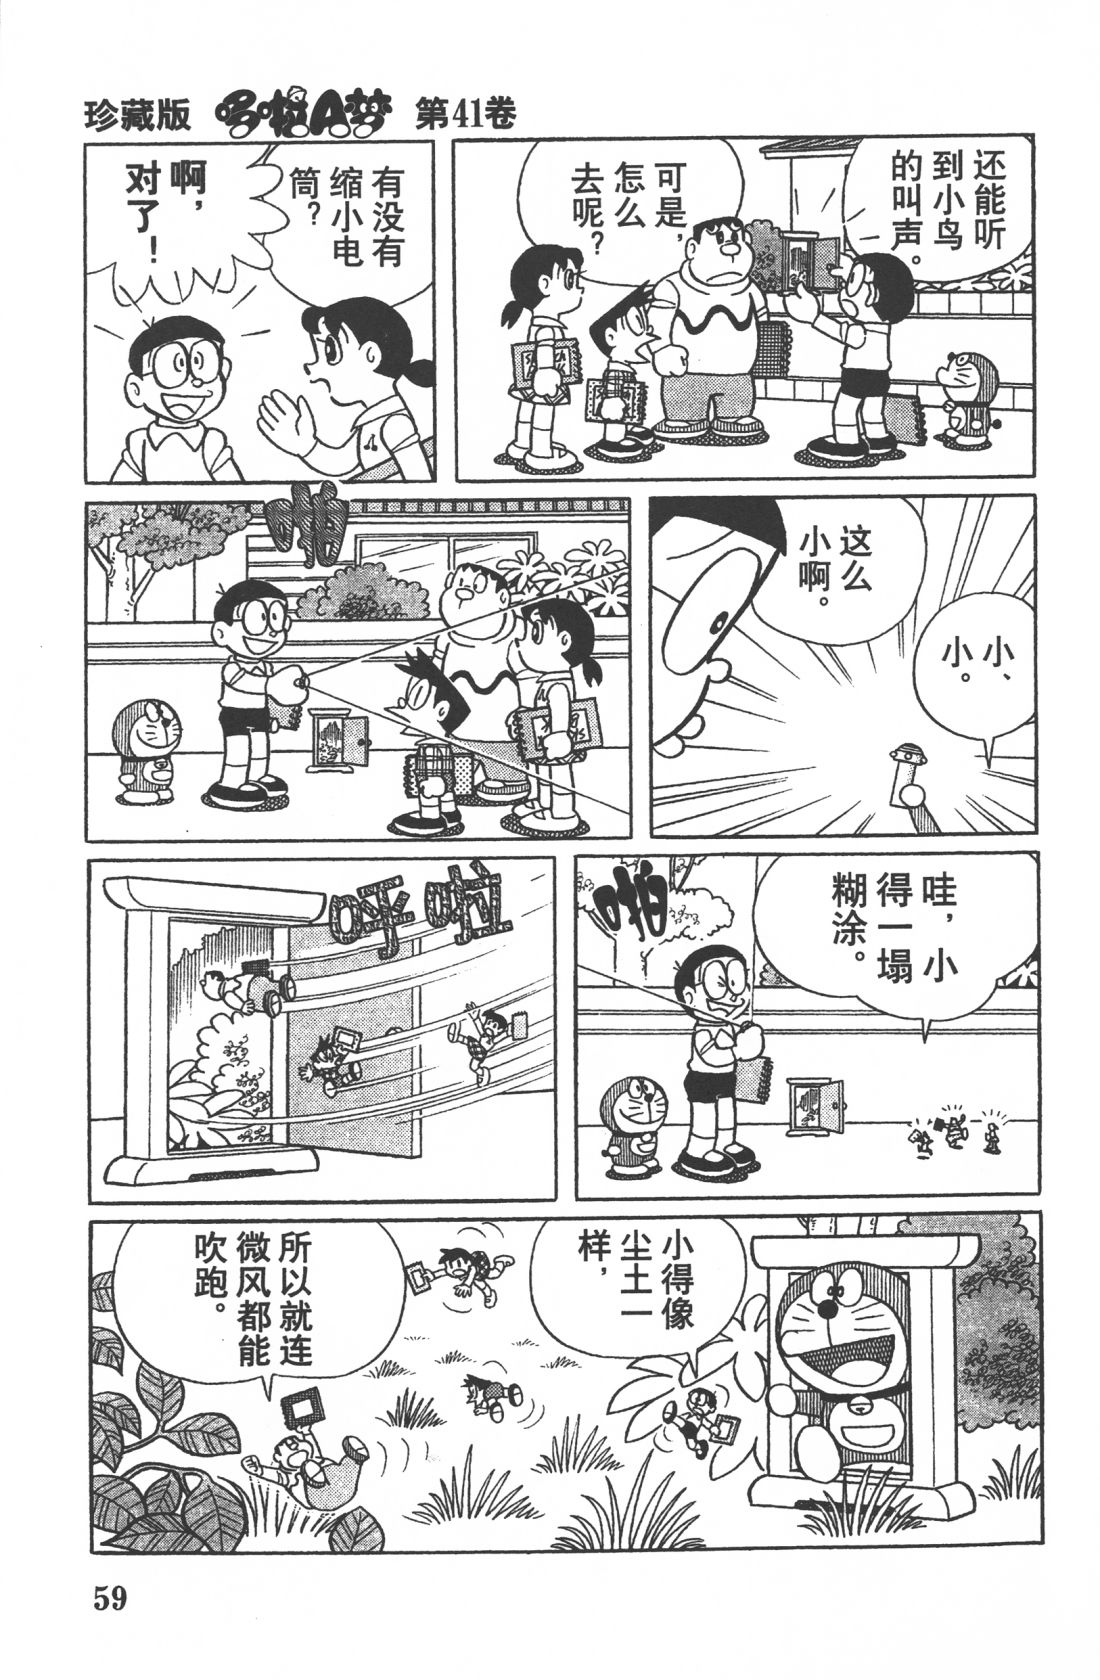 珍藏版 哆啦A梦 第41卷
还能听
到小鸟
的叫声。
可是，
怎么
去呢？
有没有
缩小电
筒？
啊，
对了！
这么
小啊。
小、
小。
啪
哇，小
得一塌
糊涂。
啪
呼啦
小得像
尘土一
样，
所以就连
微风都能
吹跑。
59